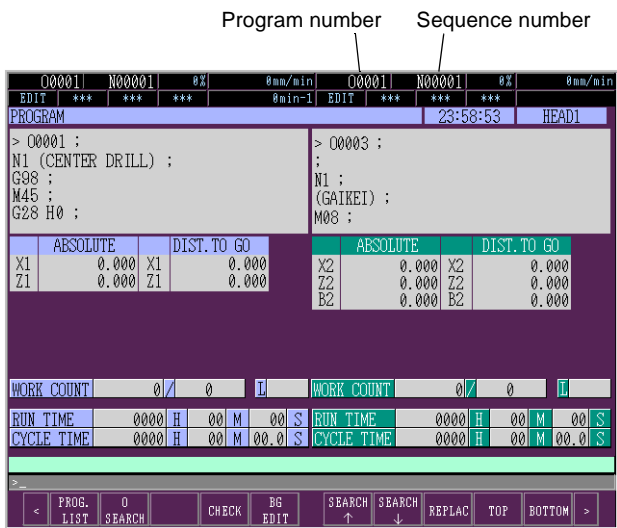 Program number Sequence number
O0001 N00001 0% 0mm/min O0001 N00001 0% 0mm/min
EDIT *** *** *** 0min-1 EDIT *** *** ***
PROGRAM 23:58:53 HEAD1
> O0001 ; > O0003 ;
N1 (CENTER DRILL) ; ;
G98 ; N1 ;
M45 ; (GAIKEI) ;
G28 H0 ; M08 ;
ABSOLUTE DIST.TO GO ABSOLUTE DIST.TO GO
X1 0.000 X1 0.000 X2 0.000 X2 0.000
Z1 0.000 Z1 0.000 Z2 0.000 Z2 0.000
B2 0.000 B2 0.000
WORK COUNT 0 / 0 L WORK COUNT 0 / 0 L
RUN TIME 0000 H 00 M 00 S RUN TIME 0000 H 00 M 00 S
CYCLE TIME 0000 H 00 M 00.0 S CYCLE TIME 0000 H 00 M 00.0 S
>_
< PROG. LIST O SEARCH CHECK BG EDIT SEARCH ↑ SEARCH ↓ REPLAC TOP BOTTOM >